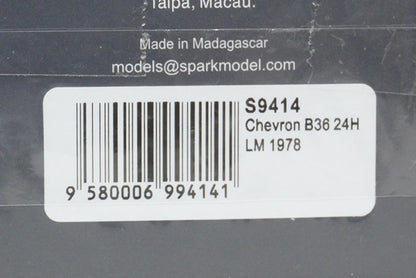 Taipa, Macau.
Made in Madagascar
models@sparkmodel.com
S9414
Chevron B36 24H
LM 1978
9 580006 994141